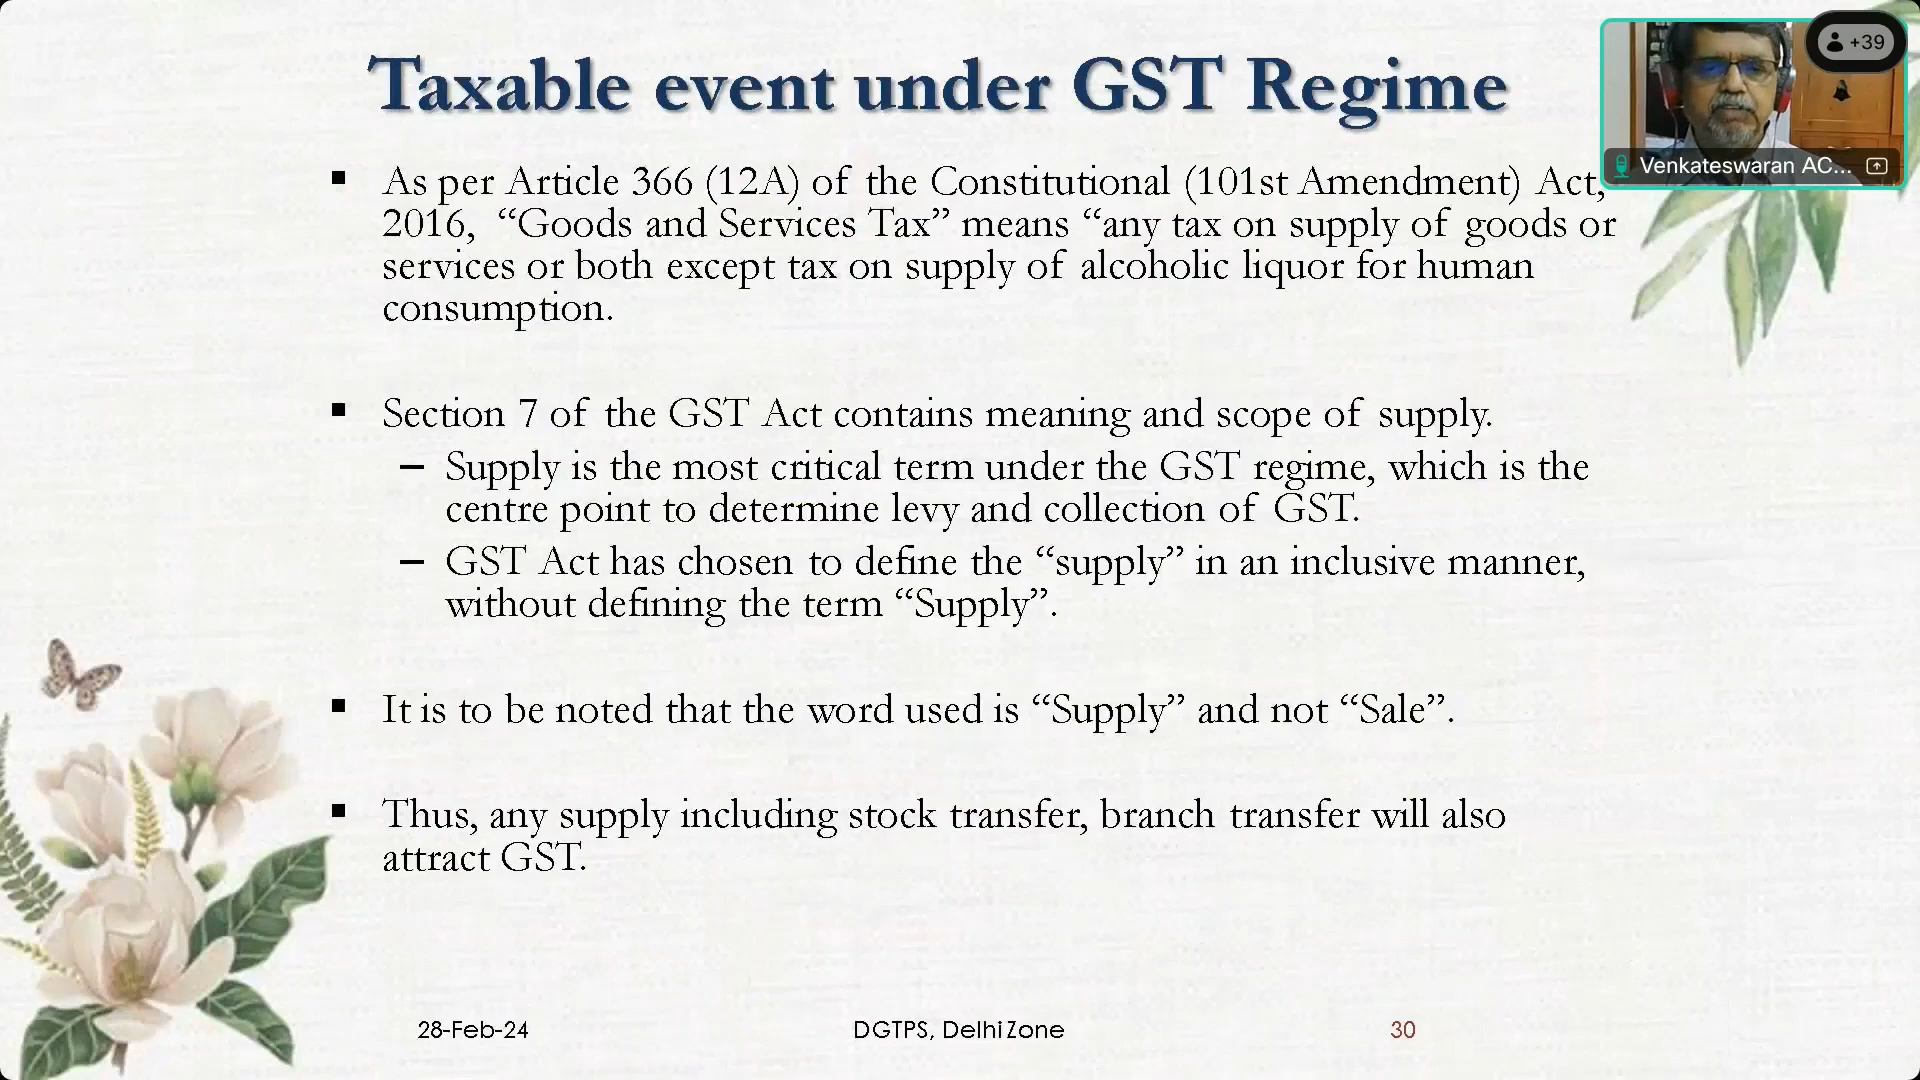 Taxable event under GST Regime
+39
Venkateswaran AC...
▪ As per Article 366 (12A) of the Constitutional (101st Amendment) Act,
2016, “Goods and Services Tax” means “any tax on supply of goods or
services or both except tax on supply of alcoholic liquor for human
consumption.
▪ Section 7 of the GST Act contains meaning and scope of supply.
– Supply is the most critical term under the GST regime, which is the
centre point to determine levy and collection of GST.
– GST Act has chosen to define the “supply” in an inclusive manner,
without defining the term “Supply”.
▪ It is to be noted that the word used is “Supply” and not “Sale”.
▪ Thus, any supply including stock transfer, branch transfer will also
attract GST.
28-Feb-24 DGTPS, Delhi Zone 30